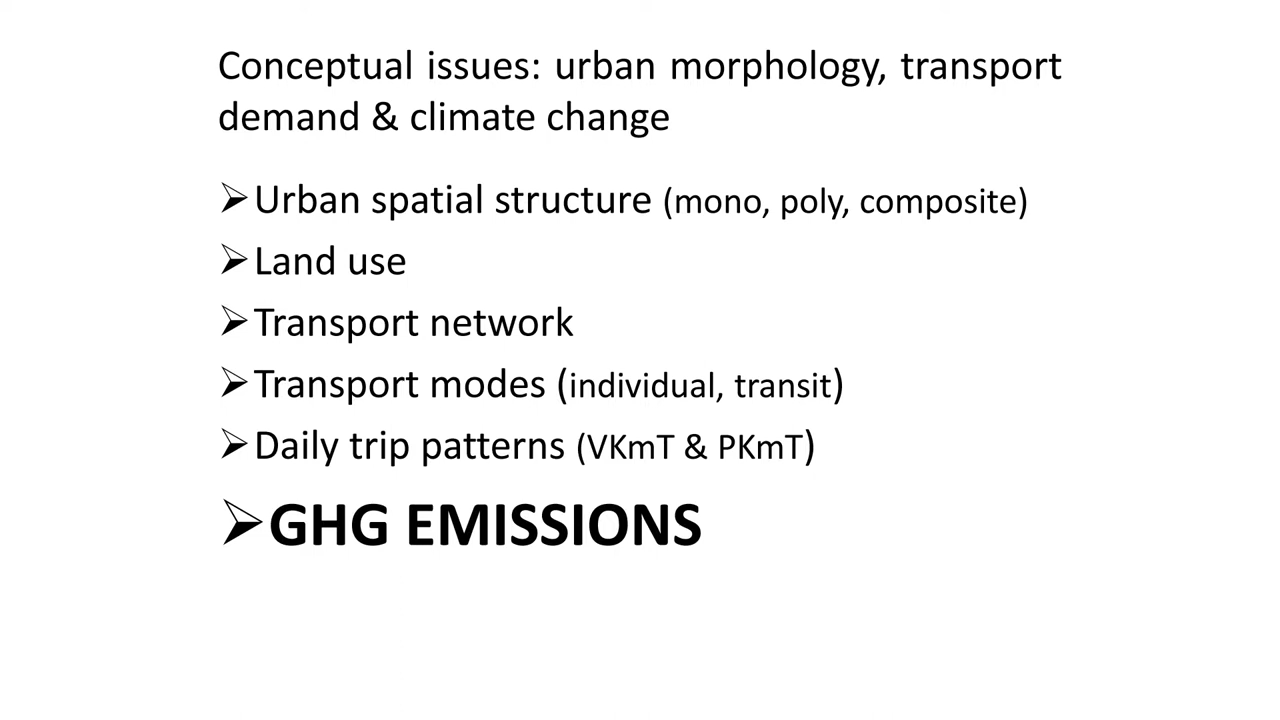 Conceptual issues: urban morphology, transport
demand & climate change
➢Urban spatial structure (mono, poly, composite)
➢Land use
➢Transport network
➢Transport modes (individual, transit)
➢Daily trip patterns (VKmT & PKmT)
➢GHG EMISSIONS